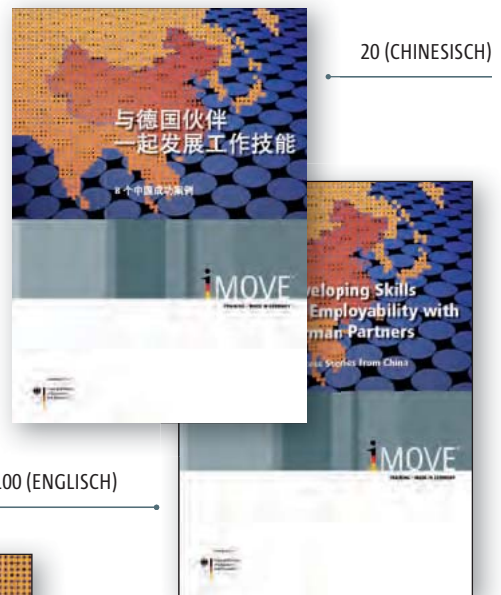 20 (CHINESISCH)
与德国伙伴
一起发展工作技能
8个中国成功案例
iMOVE
TRAINING – MADE IN GERMANY
veloping Skills
Employability with
man Partners
Stories from China
iMOVE
TRAINING – MADE IN GERMANY
00 (ENGLISCH)